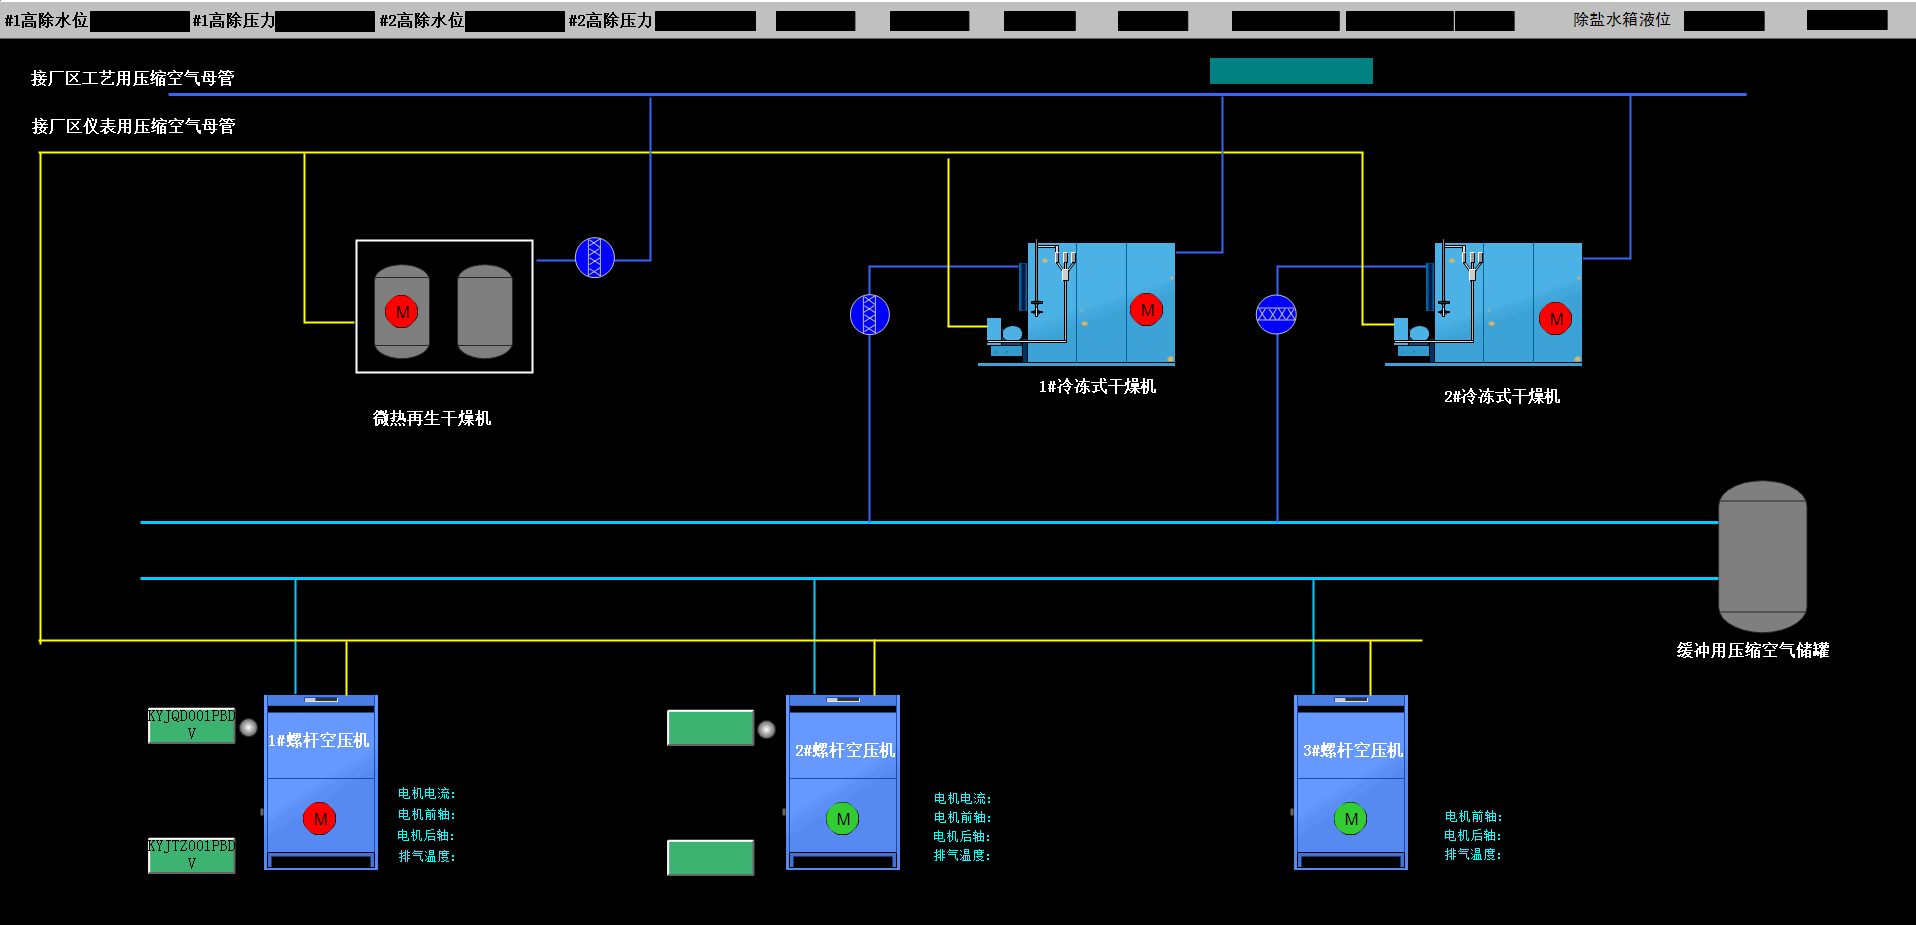 #1高除水位 #1高除压力 #2高除水位 #2高除压力 除盐水箱液位
接厂区工艺用压缩空气母管
接厂区仪表用压缩空气母管
M
M
M
1#冷冻式干燥机
2#冷冻式干燥机
微热再生干燥机
缓冲用压缩空气储罐
KYJQD001PBD
V
1#螺杆空压机
2#螺杆空压机
3#螺杆空压机
KYJTZ001PBD
V
M
电机电流:
电机前轴:
电机后轴:
排气温度:
M
电机电流:
电机前轴:
电机后轴:
排气温度:
M
电机前轴:
电机后轴:
排气温度: